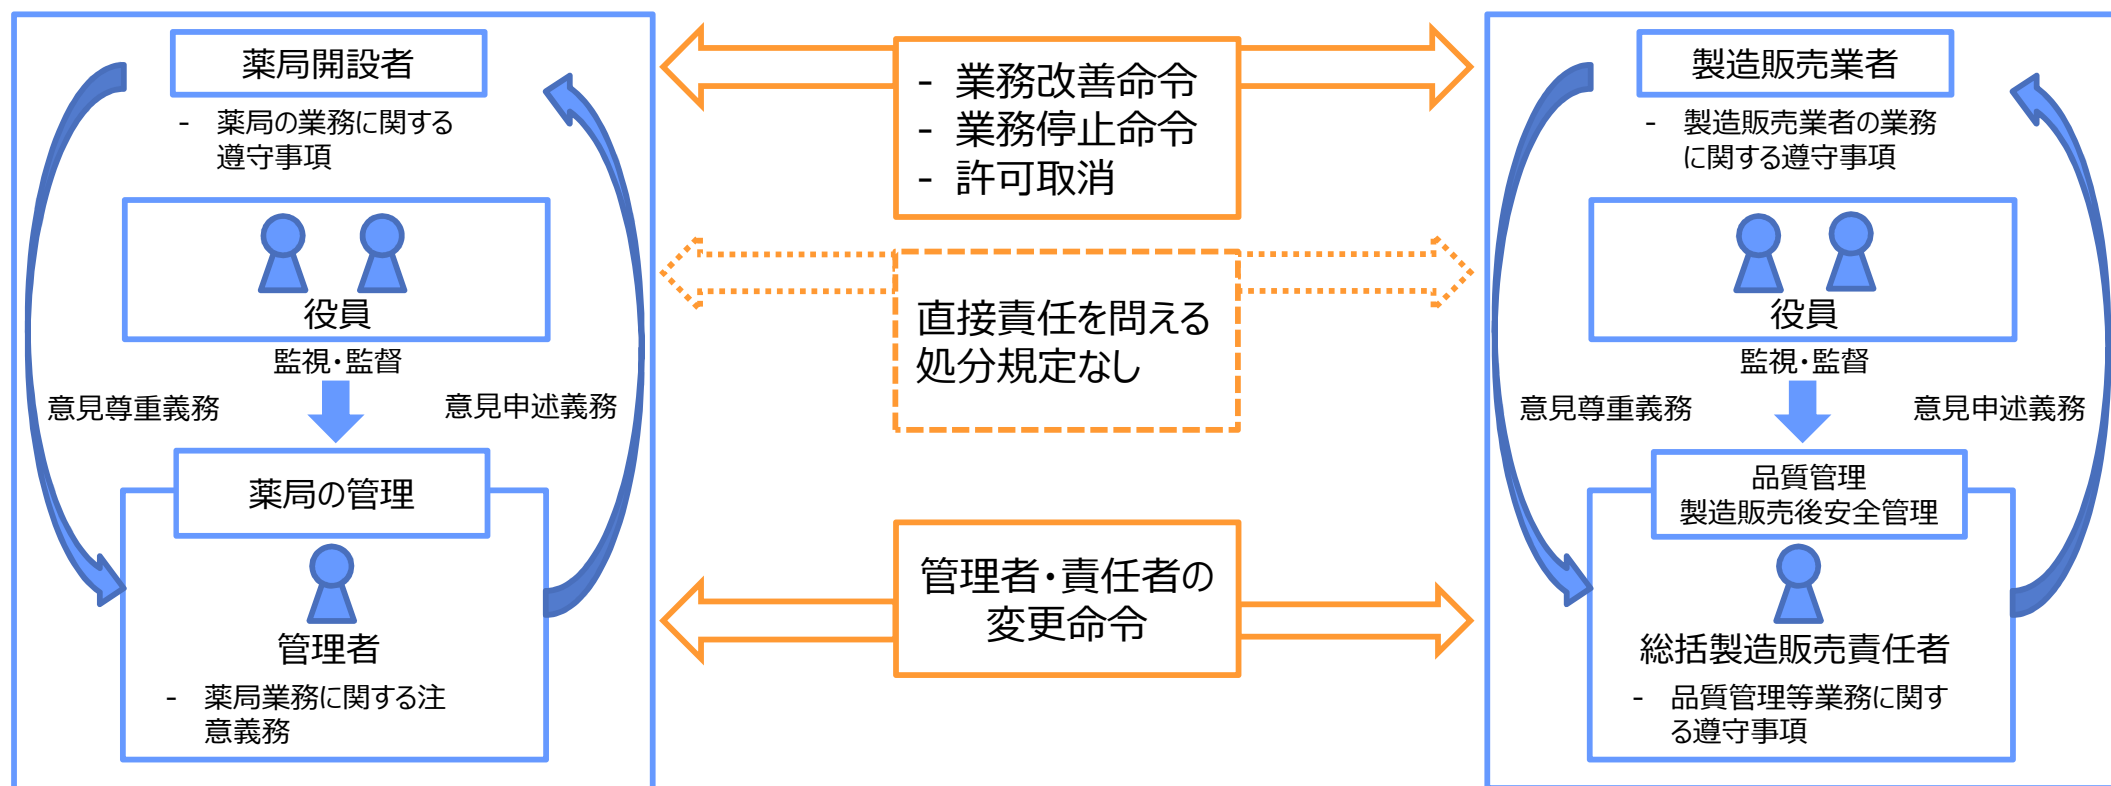 薬局開設者
- 薬局の業務に関する
遵守事項
役員
監視・監督
意見尊重義務
意見申述義務
薬局の管理
管理者
- 薬局業務に関する注
意義務
- 業務改善命令
- 業務停止命令
- 許可取消
直接責任を問える
処分規定なし
管理者・責任者の
変更命令
製造販売業者
- 製造販売業者の業務
に関する遵守事項
役員
監視・監督
意見尊重義務
意見申述義務
品質管理
製造販売後安全管理
総括製造販売責任者
- 品質管理等業務に関す
る遵守事項